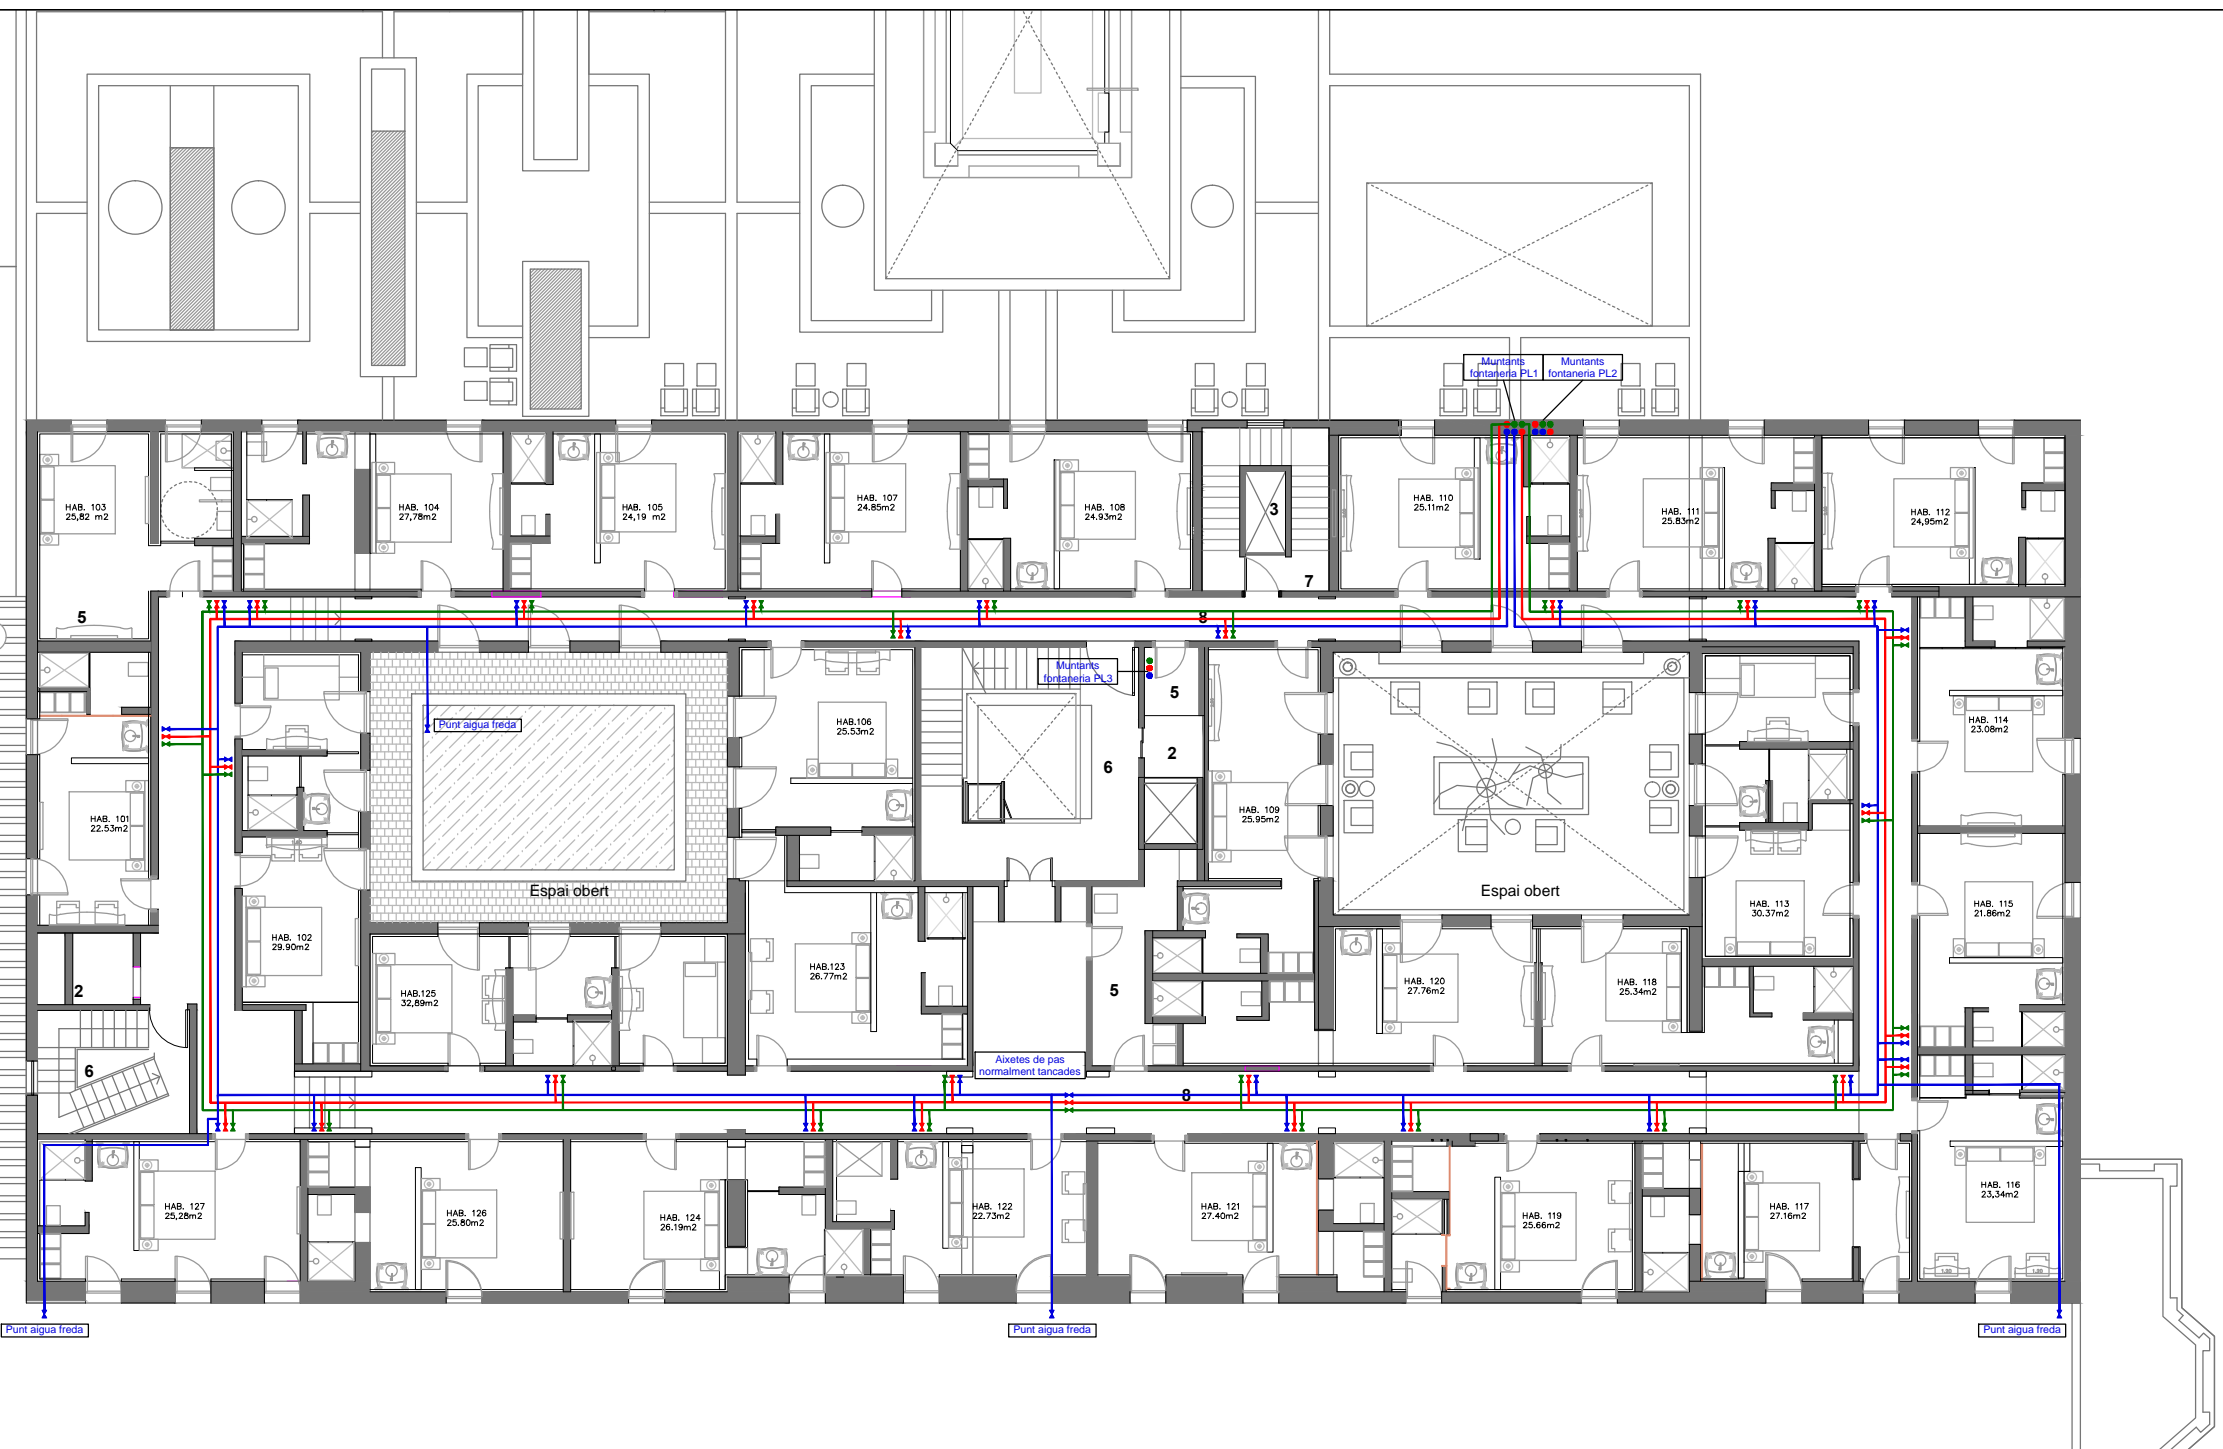 Muntants
fontaneria PL1
Muntants
fontaneria PL2
HAB. 103
25,82 m2
HAB. 104
27,78m2
HAB. 105
24,19 m2
HAB. 107
24.85m2
HAB. 108
24.93m2
3
7
HAB. 110
25.11m2
HAB. 111
25.83m2
HAB. 112
24,95m2
5
8
Muntants
fontaneria PL3
5
2
6
Punt aigua freda
HAB.106
25.53m2
HAB. 101
22.53m2
HAB. 109
25.95m2
HAB. 114
23.08m2
Espai obert
Espai obert
HAB. 102
29.90m2
HAB.125
32,89m2
HAB.123
26.77m2
5
HAB. 120
27.76m2
HAB. 118
25.34m2
HAB. 113
30.37m2
HAB. 115
21.86m2
2
6
Aixetes de pas
normalment tancades
8
HAB. 127
25,28m2
HAB. 126
25.80m2
HAB. 124
26.19m2
HAB. 122
22.73m2
HAB. 121
27.40m2
HAB. 119
25.66m2
HAB. 117
27.16m2
HAB. 116
23,34m2
Punt aigua freda
Punt aigua freda
Punt aigua freda